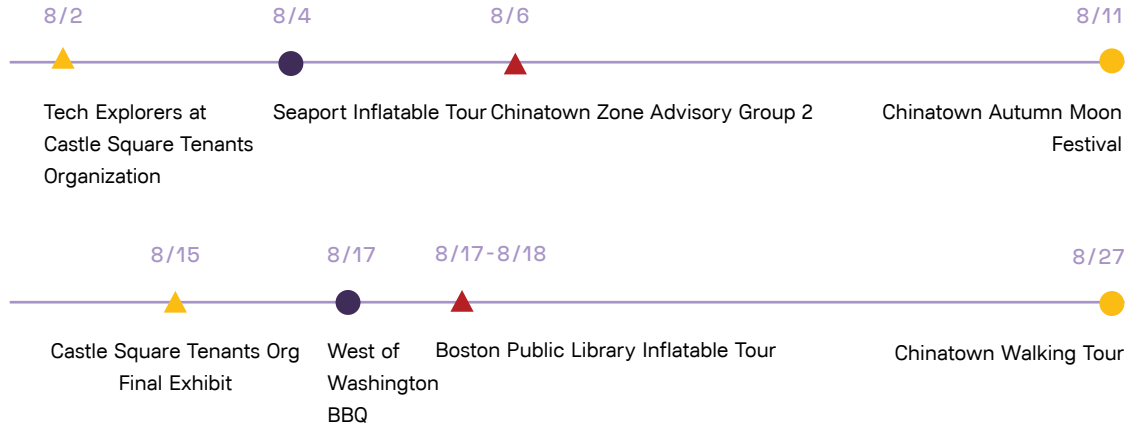 8/2 8/4 8/6 8/11
Tech Explorers at
Castle Square Tenants
Organization
Seaport Inflatable Tour
Chinatown Zone Advisory Group 2
Chinatown Autumn Moon
Festival
8/15 8/17 8/17-8/18 8/27
Castle Square Tenants Org
Final Exhibit
West of
Washington
BBQ
Boston Public Library Inflatable Tour
Chinatown Walking Tour